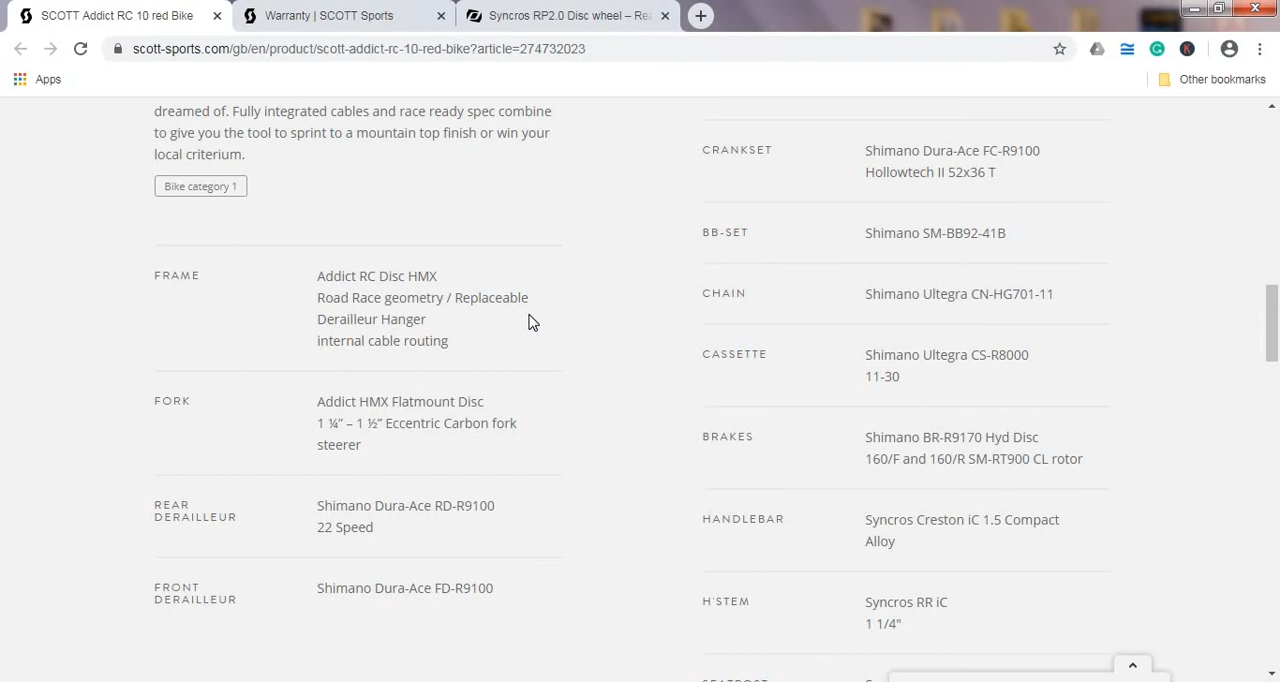 SCOTT Addict RC 10 red Bike
Warranty | SCOTT Sports
Syncros RP2.0 Disc wheel – Rea
scott-sports.com/gb/en/product/scott-addict-rc-10-red-bike?article=274732023
Apps
Other bookmarks
dreamed of. Fully integrated cables and race ready spec combine
to give you the tool to sprint to a mountain top finish or win your
local criterium.
Bike category 1
FRAME
Addict RC Disc HMX
Road Race geometry / Replaceable
Derailleur Hanger
internal cable routing
FORK
Addict HMX Flatmount Disc
1 ¼” – 1 ½” Eccentric Carbon fork
steerer
REAR
DERAILLEUR
Shimano Dura-Ace RD-R9100
22 Speed
FRONT
DERAILLEUR
Shimano Dura-Ace FD-R9100
CRANKSET
Shimano Dura-Ace FC-R9100
Hollowtech II 52x36 T
BB-SET
Shimano SM-BB92-41B
CHAIN
Shimano Ultegra CN-HG701-11
CASSETTE
Shimano Ultegra CS-R8000
11-30
BRAKES
Shimano BR-R9170 Hyd Disc
160/F and 160/R SM-RT900 CL rotor
HANDLEBAR
Syncros Creston iC 1.5 Compact
Alloy
H'STEM
Syncros RR iC
1 1/4"